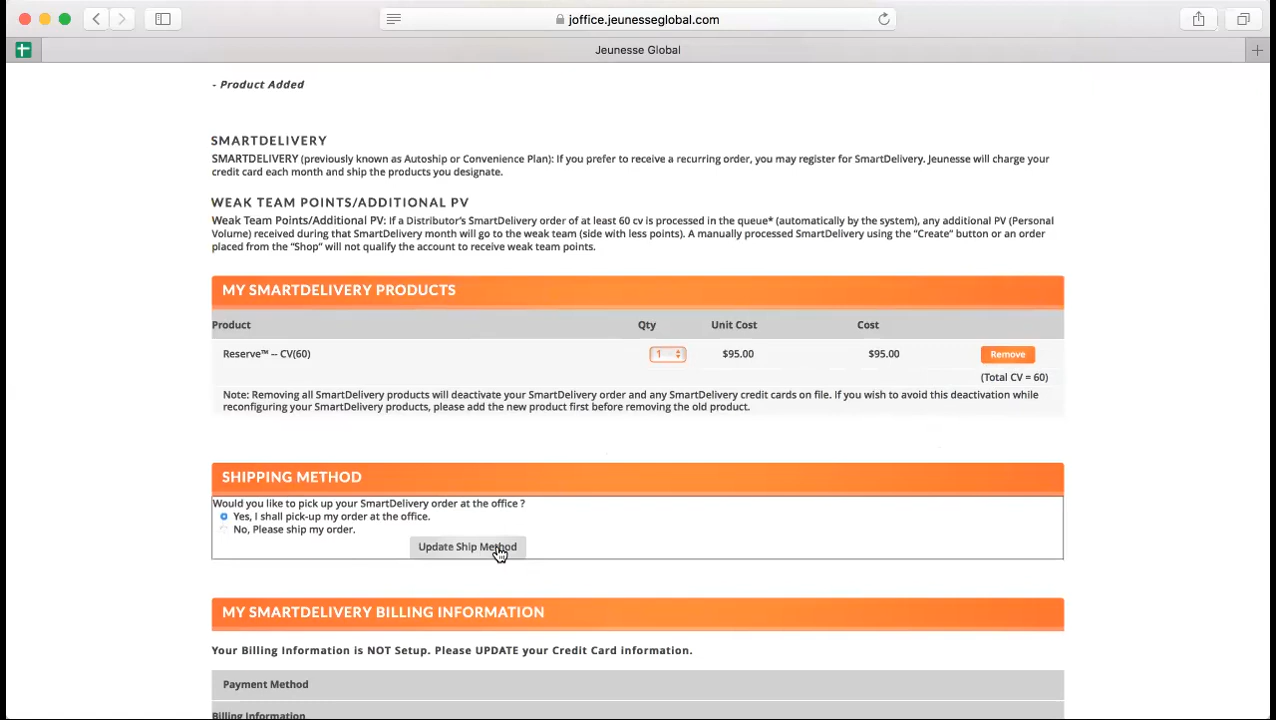 joffice.jeunesseglobal.com
Jeunesse Global
- Product Added
SMARTDELIVERY
SMARTDELIVERY (previously known as Autoship or Convenience Plan): If you prefer to receive a recurring order, you may register for SmartDelivery. Jeunesse will charge your
credit card each month and ship the products you designate.
WEAK TEAM POINTS/ADDITIONAL PV
Weak Team Points/Additional PV: If a Distributor's SmartDelivery order of at least 60 cv is processed in the queue* (automatically by the system), any additional PV (Personal
Volume) received during that SmartDelivery month will go to the weak team (side with less points). A manually processed SmartDelivery using the "Create" button or an order
placed from the "Shop" will not qualify the account to receive weak team points.
MY SMARTDELIVERY PRODUCTS
Product Qty Unit Cost Cost
Reserve™ -- CV(60) 1 $95.00 $95.00 Remove
(Total CV = 60)
Note: Removing all SmartDelivery products will deactivate your SmartDelivery order and any SmartDelivery credit cards on file. If you wish to avoid this deactivation while
reconfiguring your SmartDelivery products, please add the new product first before removing the old product.
SHIPPING METHOD
Would you like to pick up your SmartDelivery order at the office ?
Yes, I shall pick-up my order at the office.
No, Please ship my order.
Update Ship Method
MY SMARTDELIVERY BILLING INFORMATION
Your Billing Information is NOT Setup. Please UPDATE your Credit Card information.
Payment Method
Billing Information